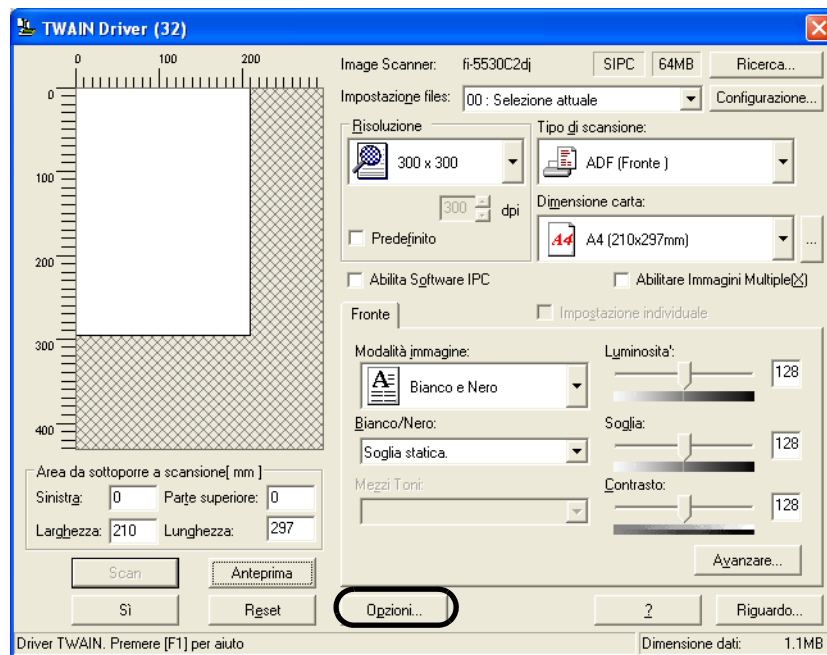 TWAIN Driver (32)
0 100 200
0
100
200
300
400
Image Scanner: fi-5530C2dj SIPC 64MB Ricerca...
Impostazione files: 00 : Selezione attuale Configurazione...
Risoluzione
300 x 300
300 dpi
Predefinito
Tipo di scansione:
ADF (Fronte )
Dimensione carta:
A4 A4 (210x297mm) ...
Abilita Software IPC Abilitare Immagini Multiple(X)
Fronte Impostazione individuale
Modalità immagine:
A Bianco e Nero
Bianco/Nero:
Soglia statica.
Mezzi Toni:
Luminosita':
128
Soglia:
128
Contrasto:
128
Avanzare...
Area da sottoporre a scansione[ mm ]
Sinistra: 0 Parte superiore: 0
Larghezza: 210 Lunghezza: 297
Scan Anteprima
Sì Reset Opzioni... ? Riguardo...
Driver TWAIN. Premere [F1] per aiuto Dimensione dati: 1.1MB